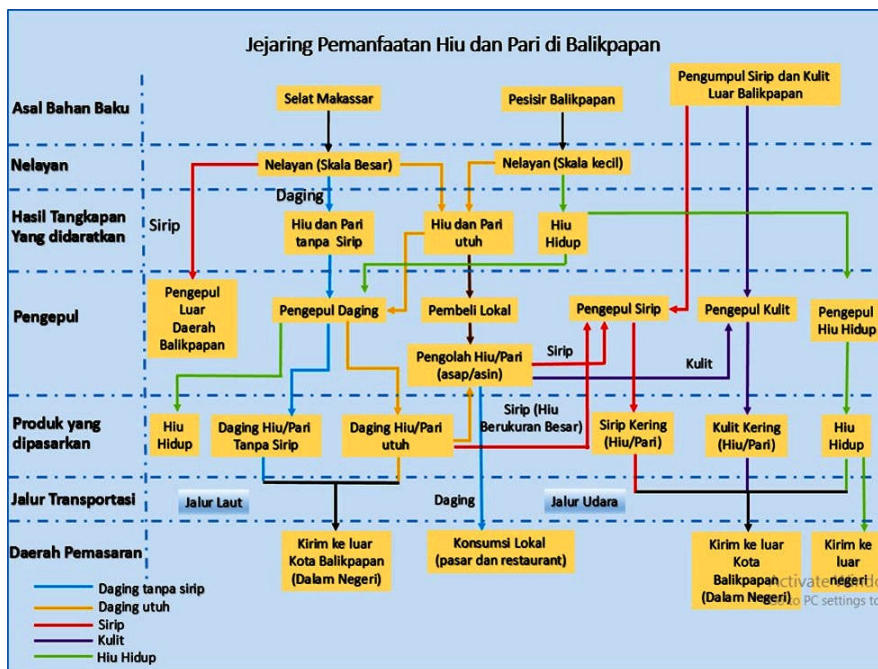 Jejaring Pemanfaatan Hiu dan Pari di Balikpapan
Asal Bahan Baku
Selat Makassar
Pesisir Balikpapan
Pengumpul Sirip dan Kulit
Luar Balikpapan
Nelayan
Nelayan (Skala Besar)
Nelayan (Skala kecil)
Daging
Hasil Tangkapan
Yang didaratkan
Sirip
Hiu dan Pari
tanpa Sirip
Hiu dan Pari
utuh
Hiu
Hidup
Pengepul
Pengepul
Luar
Daerah
Balikpapan
Pengepul Daging
Pembeli Lokal
Pengepul Sirip
Pengepul Kulit
Pengepul
Hiu Hidup
Pengolah Hiu/Pari
(asap/asin)
Sirip
Kulit
Produk yang
dipasarkan
Hiu
Hidup
Daging Hiu/Pari
Tanpa Sirip
Daging Hiu/Pari
utuh
Sirip (Hiu
Berukuran Besar)
Sirip Kering
(Hiu/Pari)
Kulit Kering
(Hiu/Pari)
Hiu
Hidup
Jalur Transportasi
Jalur Laut
Daging
Jalur Udara
Daerah Pemasaran
Kirim ke luar
Kota Balikpapan
(Dalam Negeri)
Konsumsi Lokal
(pasar dan restaurant)
Kirim ke luar
Kota
Balikpapan
(Dalam Negeri)
Kirim ke
luar
negeri
Daging tanpa sirip
Daging utuh
Sirip
Kulit
Hiu Hidup
to PC settings to